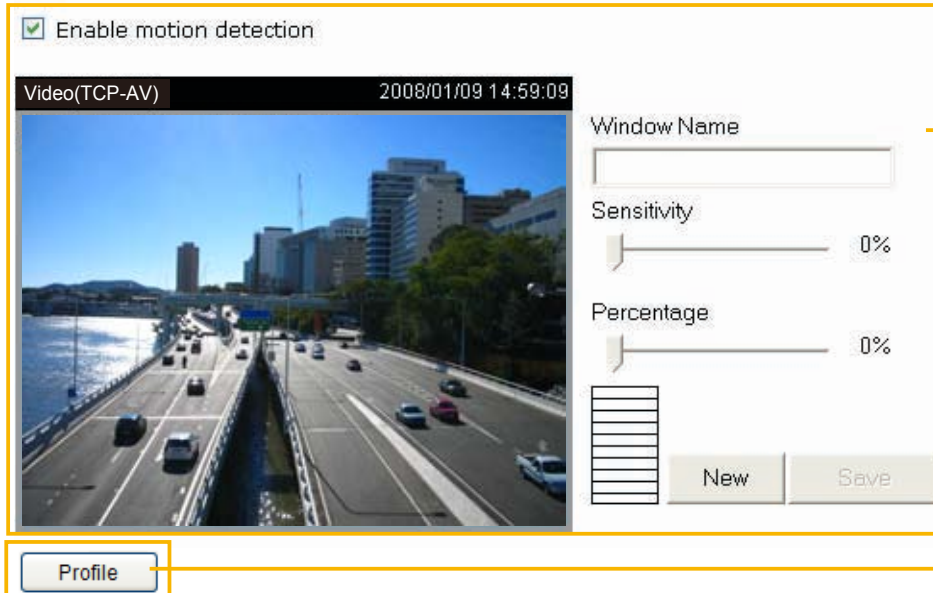 Enable motion detection
Video(TCP-AV) 2008/01/09 14:59:09
Window Name
Sensitivity
0%
Percentage
0%
New Save
Profile